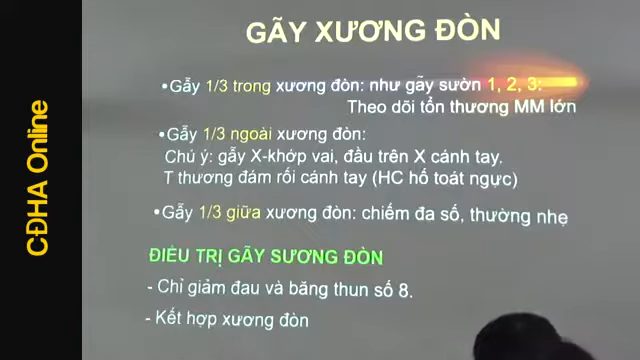 GÃY XƯƠNG ĐÒN
•Gẫy 1/3 trong xương đòn: như gẫy sườn 1, 2, 3:
Theo dõi tổn thương MM lớn
•Gẫy 1/3 ngoài xương đòn:
Chú ý: gẫy X-khớp vai, đầu trên X cánh tay.
T thương đám rối cánh tay (HC hố toát ngực)
•Gẫy 1/3 giữa xương đòn: chiếm đa số, thường nhẹ
ĐIỀU TRỊ GÃY SƯƠNG ĐÒN
- Chỉ giảm đau và băng thun số 8.
- Kết hợp xương đòn
CĐHA Online